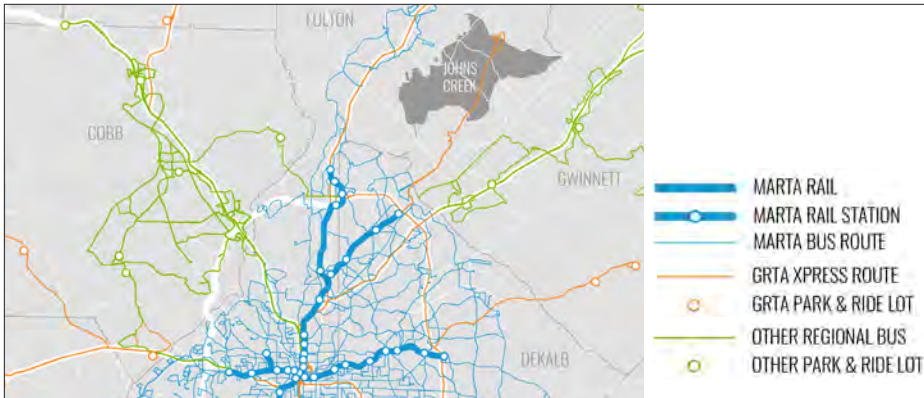 FULTON
JOHNS
CREEK
COBB
GWINNETT
DEKALB
MARTA RAIL
MARTA RAIL STATION
MARTA BUS ROUTE
GRTA XPRESS ROUTE
GRTA PARK & RIDE LOT
OTHER REGIONAL BUS
OTHER PARK & RIDE LOT